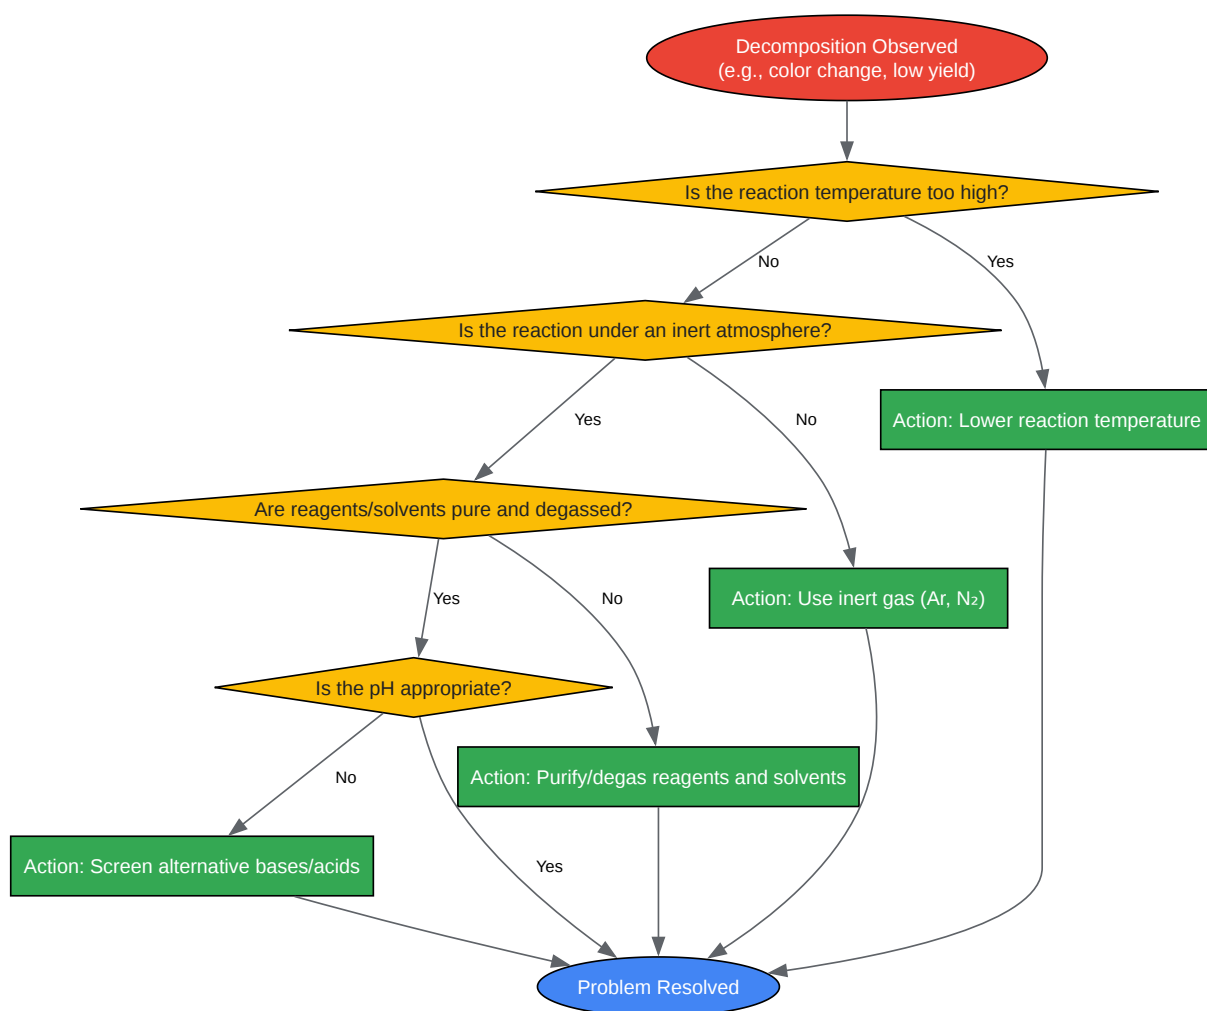 Decomposition Observed
(e.g., color change, low yield)
Is the reaction temperature too high?
No
Yes
Is the reaction under an inert atmosphere?
Yes
No
Action: Lower reaction temperature
Are reagents/solvents pure and degassed?
Yes
No
Action: Use inert gas (Ar, N₂)
Is the pH appropriate?
No
Action: Purify/degas reagents and solvents
Action: Screen alternative bases/acids
Yes
Problem Resolved